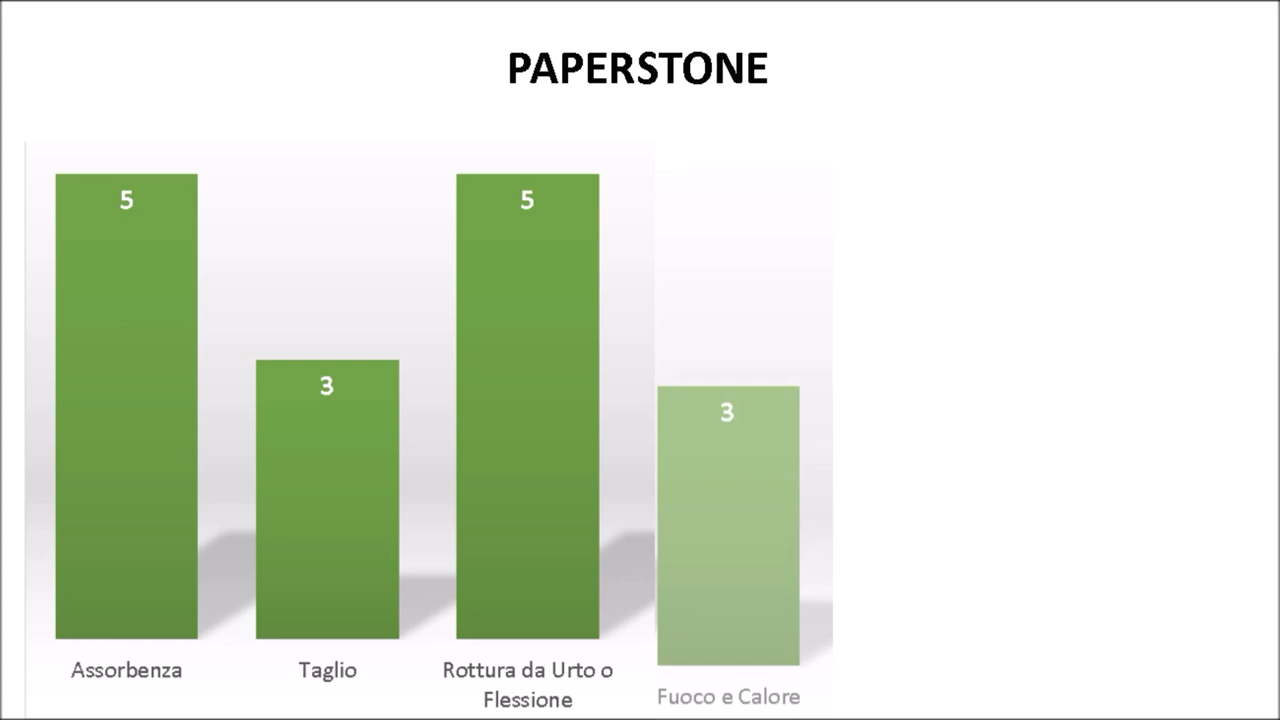 PAPERSTONE
5
3
5
3
Assorbenza
Taglio
Rottura da Urto o
Flessione
Fuoco e Calore